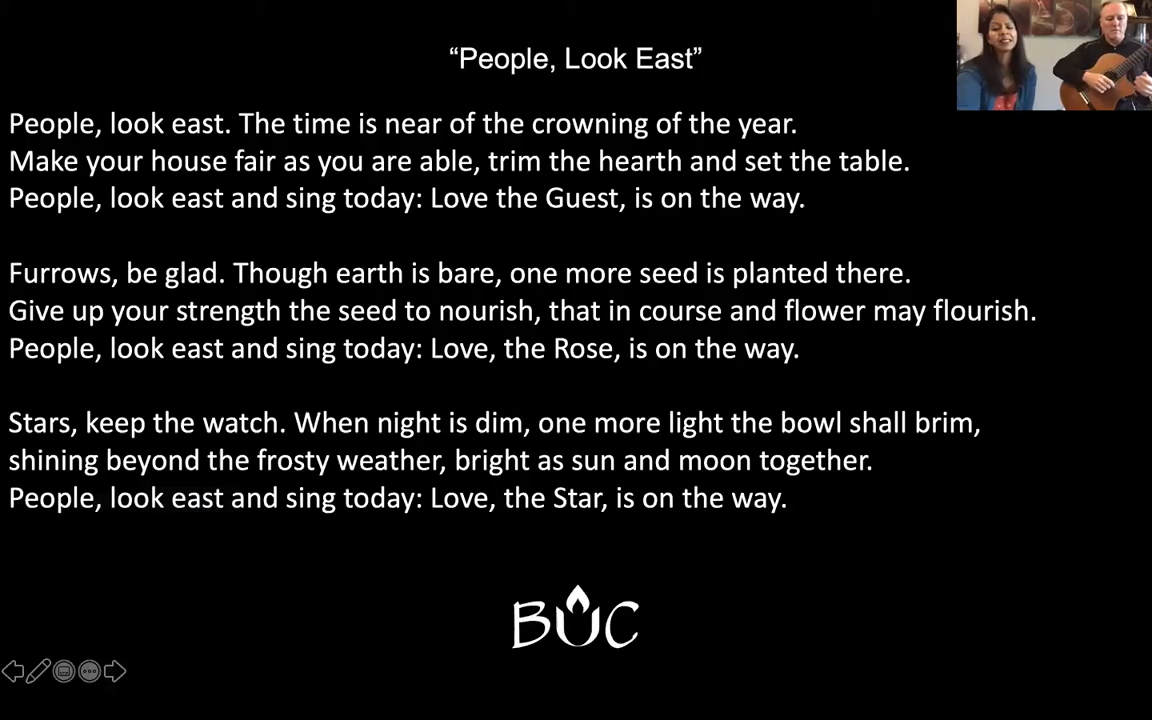 “People, Look East”
People, look east. The time is near of the crowning of the year.
Make your house fair as you are able, trim the hearth and set the table.
People, look east and sing today: Love the Guest, is on the way.
Furrows, be glad. Though earth is bare, one more seed is planted there.
Give up your strength the seed to nourish, that in course and flower may flourish.
People, look east and sing today: Love, the Rose, is on the way.
Stars, keep the watch. When night is dim, one more light the bowl shall brim,
shining beyond the frosty weather, bright as sun and moon together.
People, look east and sing today: Love, the Star, is on the way.
BUC